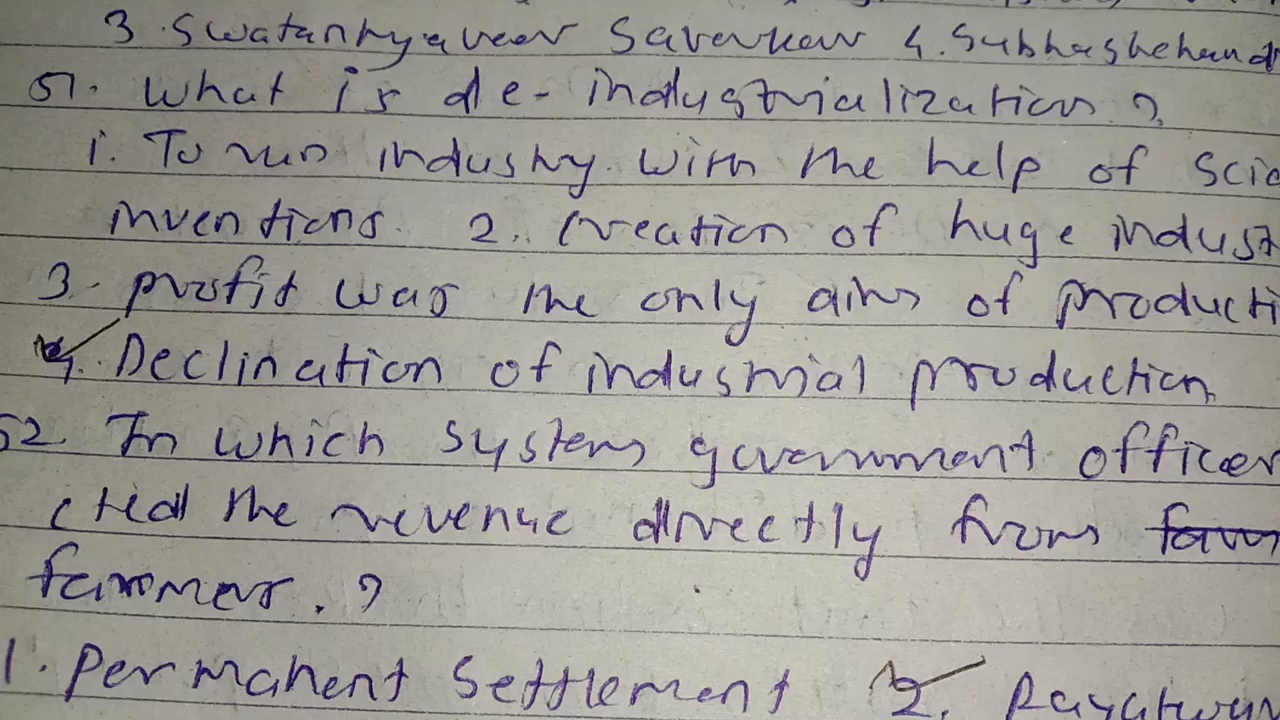 3. Swatantryaveer Savarkar 4. Subhashchand
51. What is de-industrialization?
1. To run industry with the help of Scie
inventions. 2. Creation of huge indust
3. profit was the only aim of producti
4. Declination of industrial production
52. In which system government officer
cted the revenue directly from
farmers.?
1. Permanent Settlement 2. Rayatwari